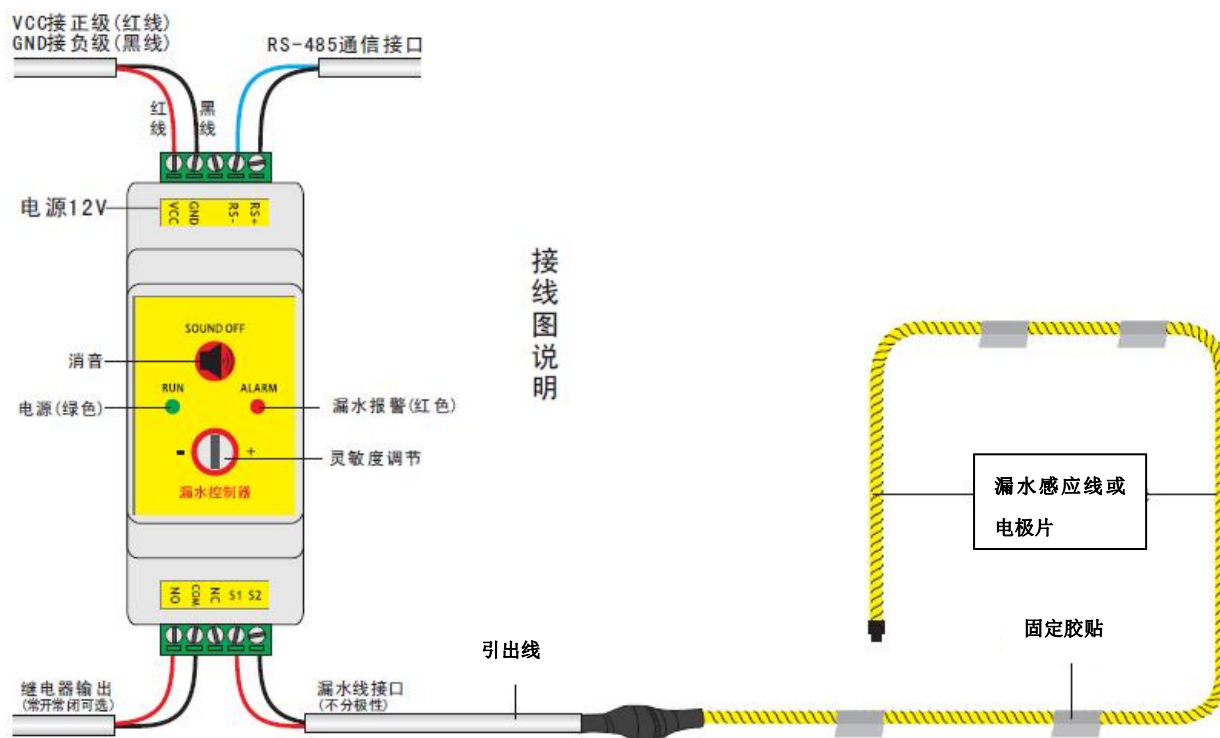 VCC接正级(红线)
GND接负级(黑线)
RS-485通信接口
红线
黑线
电源12V
VCC
GND
RS-
RS+
接线图说明
SOUND OFF
消音
RUN
ALARM
电源(绿色)
漏水报警(红色)
-
+
灵敏度调节
漏水控制器
漏水感应线或
电极片
NO
COM
NC
S1
S2
固定胶贴
引出线
继电器输出
(常开常闭可选)
漏水线接口
(不分极性)